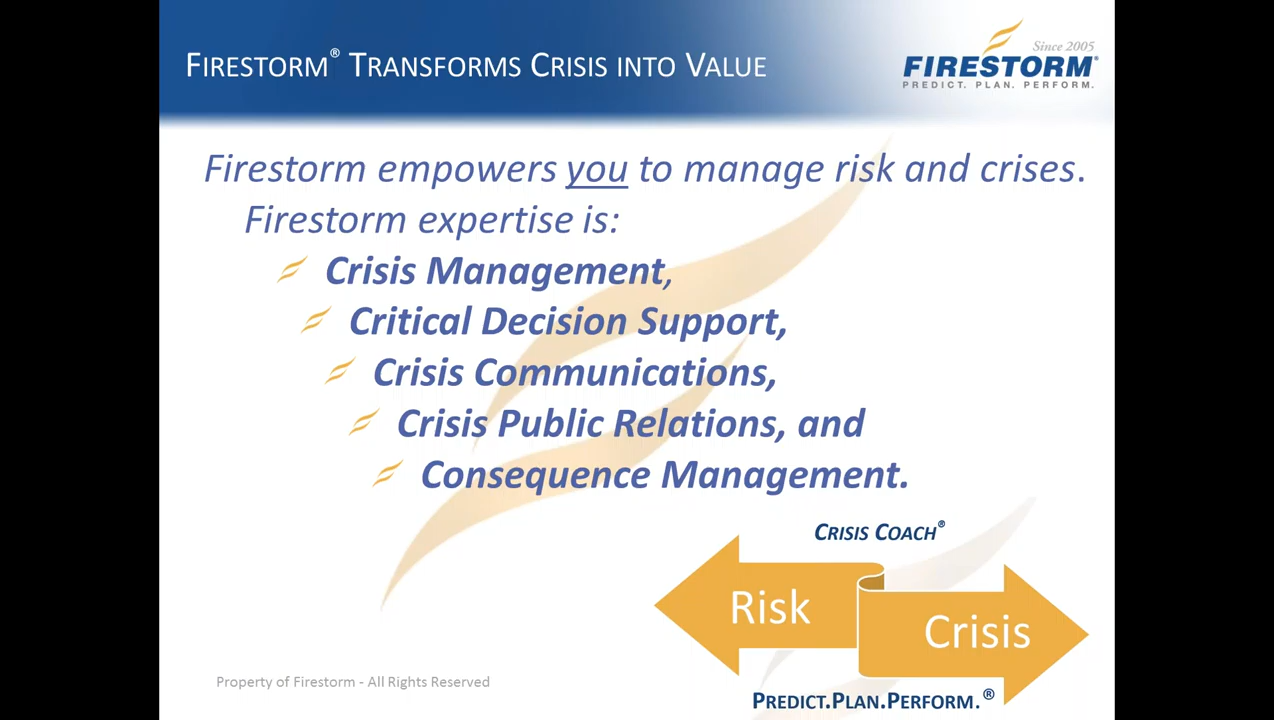 FIRESTORM® TRANSFORMS CRISIS INTO VALUE
Since 2005
FIRESTORM®
PREDICT. PLAN. PERFORM.
Firestorm empowers you to manage risk and crises.
Firestorm expertise is:
Crisis Management,
Critical Decision Support,
Crisis Communications,
Crisis Public Relations, and
Consequence Management.
CRISIS COACH®
Risk
Crisis
PREDICT.PLAN.PERFORM.®
Property of Firestorm - All Rights Reserved